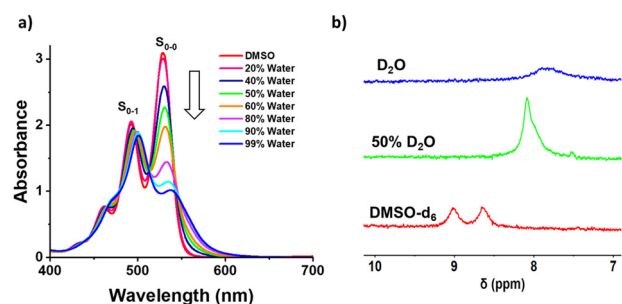 a)
b)
S0-0
S0-1
DMSO
20% Water
40% Water
50% Water
60% Water
80% Water
90% Water
99% Water
3
2
1
0
Absorbance
400
500
600
700
Wavelength (nm)
D2O
50% D2O
DMSO-d6
10
9
8
7
δ (ppm)